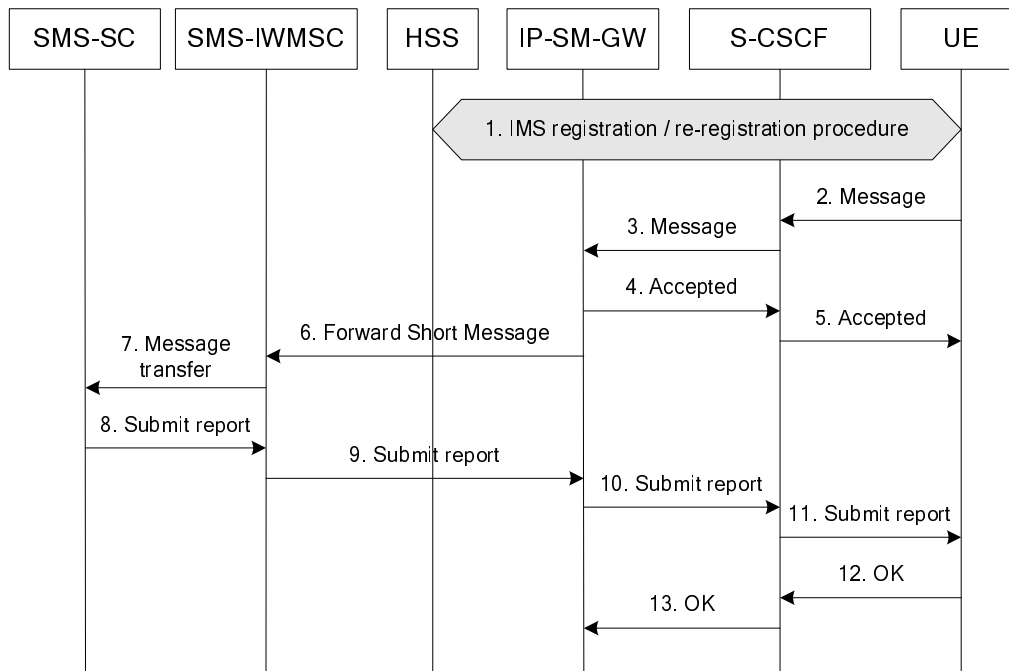 SMS-SC
SMS-IWMSC
HSS
IP-SM-GW
S-CSCF
UE
1. IMS registration / re-registration procedure
2. Message
3. Message
4. Accepted
5. Accepted
6. Forward Short Message
7. Message
transfer
8. Submit report
9. Submit report
10. Submit report
11. Submit report
12. OK
13. OK